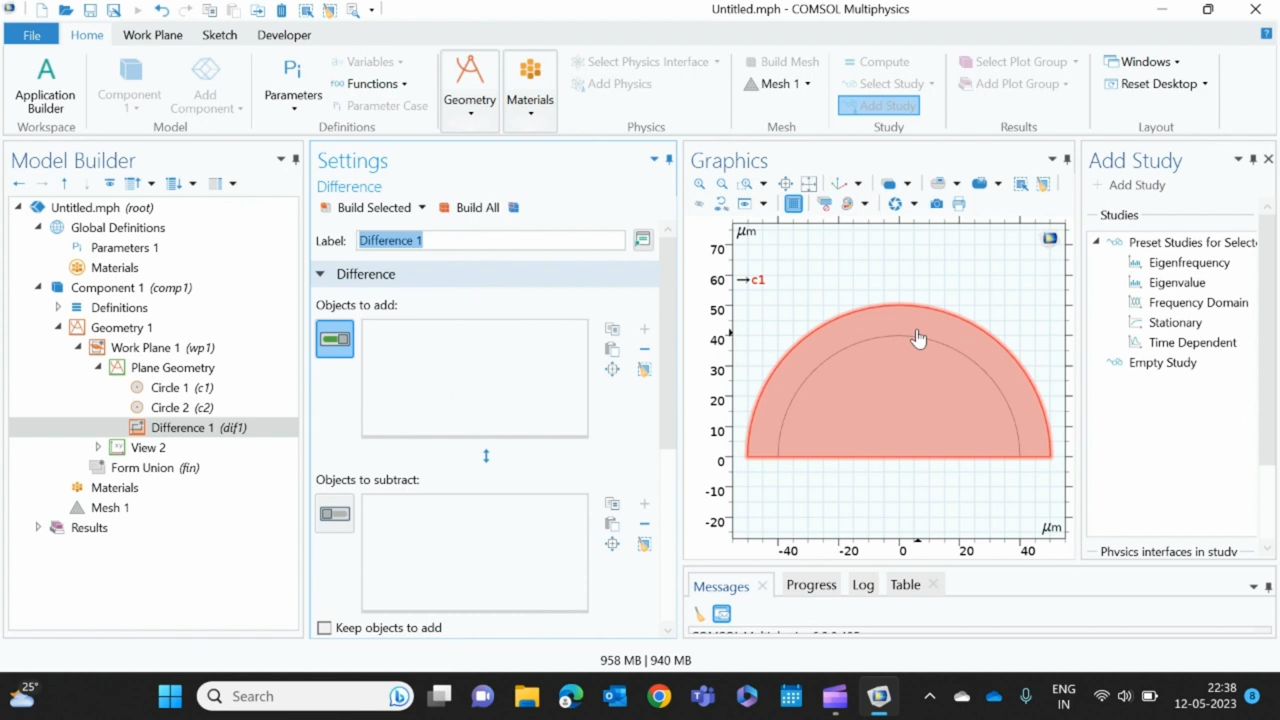 Untitled.mph - COMSOL Multiphysics
File Home Work Plane Sketch Developer
Application Builder
Workspace
Component 1
Add Component
Model
Parameters
Variables
Functions
Parameter Case
Definitions
Geometry
Materials
Select Physics Interface
Add Physics
Physics
Build Mesh
Mesh 1
Mesh
Compute
Select Study
Add Study
Study
Select Plot Group
Add Plot Group
Results
Windows
Reset Desktop
Layout
Model Builder
Untitled.mph (root)
Global Definitions
Parameters 1
Materials
Component 1 (comp1)
Definitions
Geometry 1
Work Plane 1 (wp1)
Plane Geometry
Circle 1 (c1)
Circle 2 (c2)
Difference 1 (dif1)
View 2
Form Union (fin)
Materials
Mesh 1
Results
Settings
Difference
Build Selected Build All
Label: Difference 1
Difference
Objects to add:
Objects to subtract:
Keep objects to add
Graphics
µm
70
60
50
40
30
20
10
0
-10
-20
c1
µm
-40 -20 0 20 40
Messages Progress Log Table
Add Study
Add Study
Studies
Preset Studies for Select
Eigenfrequency
Eigenvalue
Frequency Domain
Stationary
Time Dependent
Empty Study
Physics interfaces in study
958 MB | 940 MB
25°
Search
ENG
IN
22:38
12-05-2023
8